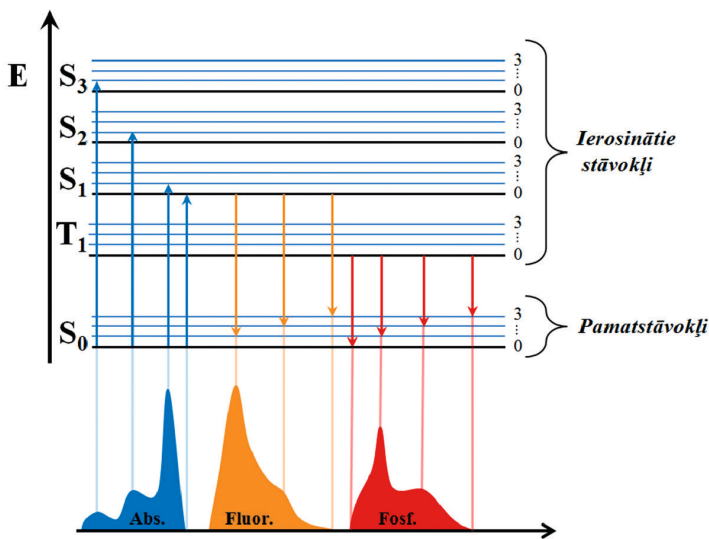 E
S3
3
⋮
0
S2
3
⋮
0
S1
3
⋮
0
T1
3
⋮
0
Ierosinātie
stāvokļi
S0
3
⋮
0
Pamatstāvokļi
Abs.
Fluor.
Fosf.